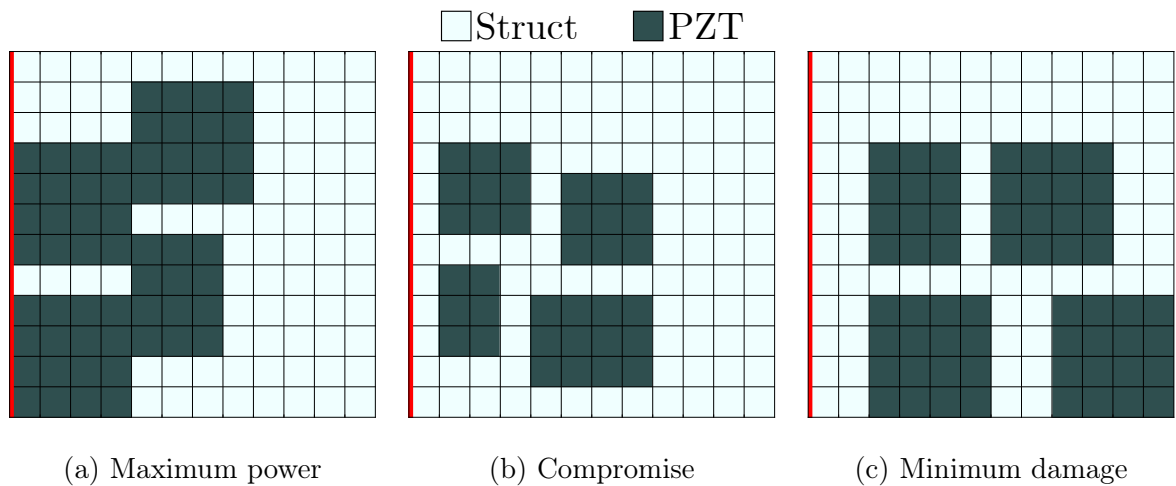 Struct PZT
(a) Maximum power
(b) Compromise
(c) Minimum damage